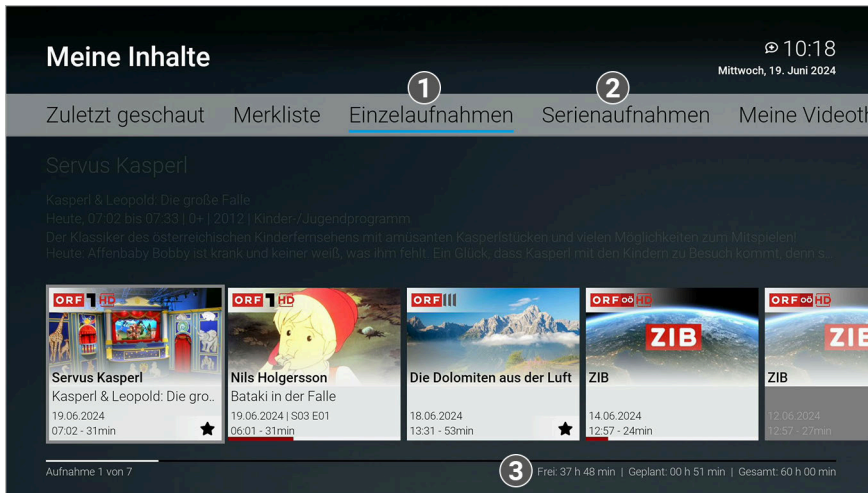 Meine Inhalte
10:18
Mittwoch, 19. Juni 2024
1
2
Zuletzt geschaut Merkliste Einzelaufnahmen Serienaufnahmen Meine Videoth
Servus Kasperl
Kasperl & Leopold: Die große Falle
Heute, 07:02 bis 07:33 | 0+ | 2012 | Kinder-/Jugendprogramm
Der Klassiker des österreichischen Kinderfernsehens mit amüsanten Kasperlstücken und vielen Möglichkeiten zum Mitspielen!
Heute: Affenbaby Bobby ist krank und keiner weiß, was ihm fehlt. Ein Glück, dass Kasperl mit den Kindern zu Besuch kommt, denn s...
ORF 1 HD
Servus Kasperl
Kasperl & Leopold: Die gro..
19.06.2024
07:02 - 31min
ORF 1 HD
Nils Holgersson
Bataki in der Falle
19.06.2024 | S03 E01
06:01 - 31min
ORF III
Die Dolomiten aus der Luft
18.06.2024
13:31 - 53min
ORF OÖ HD
ZIB
ZIB
14.06.2024
12:57 - 24min
ORF OÖ HD
ZIB
ZIB
12.06.2024
12:57 - 27min
Aufnahme 1 von 7
3
Frei: 37 h 48 min | Geplant: 00 h 51 min | Gesamt: 60 h 00 min